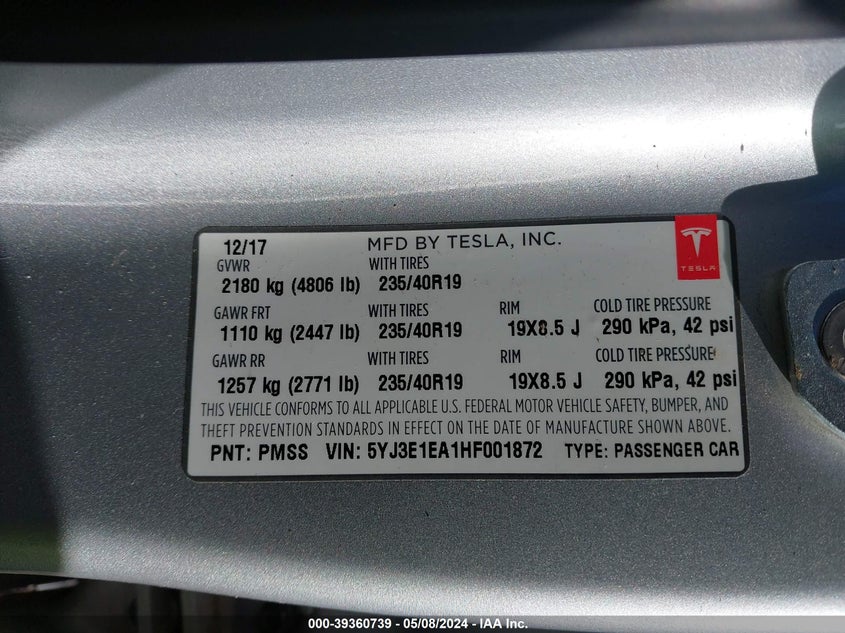 12/17 MFD BY TESLA, INC.
TESLA
GVWR WITH TIRES
2180 kg (4806 lb) 235/40R19
GAWR FRT WITH TIRES RIM COLD TIRE PRESSURE
1110 kg (2447 lb) 235/40R19 19X8.5 J 290 kPa, 42 psi
GAWR RR WITH TIRES RIM COLD TIRE PRESSURE
1257 kg (2771 lb) 235/40R19 19X8.5 J 290 kPa, 42 psi
THIS VEHICLE CONFORMS TO ALL APPLICABLE U.S. FEDERAL MOTOR VEHICLE SAFETY, BUMPER, AND
THEFT PREVENTION STANDARDS IN EFFECT ON THE DATE OF MANUFACTURE SHOWN ABOVE.
PNT: PMSS VIN: 5YJ3E1EA1HF001872 TYPE: PASSENGER CAR
000-39360739 - 05/08/2024 - IAA Inc.